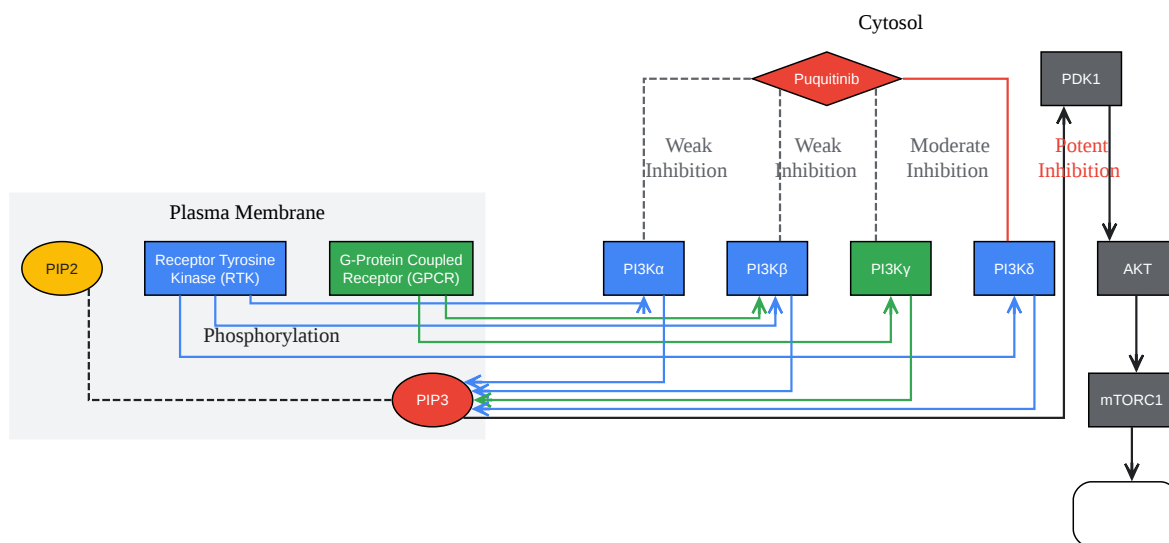 Cytosol
Puquitinib
PDK1
Weak
Inhibition
Weak
Inhibition
Moderate
Inhibition
Potent
Inhibition
Plasma Membrane
PIP2
Receptor Tyrosine
Kinase (RTK)
G-Protein Coupled
Receptor (GPCR)
PI3Kα
PI3Kβ
PI3Kγ
PI3Kδ
AKT
Phosphorylation
PIP3
mTORC1